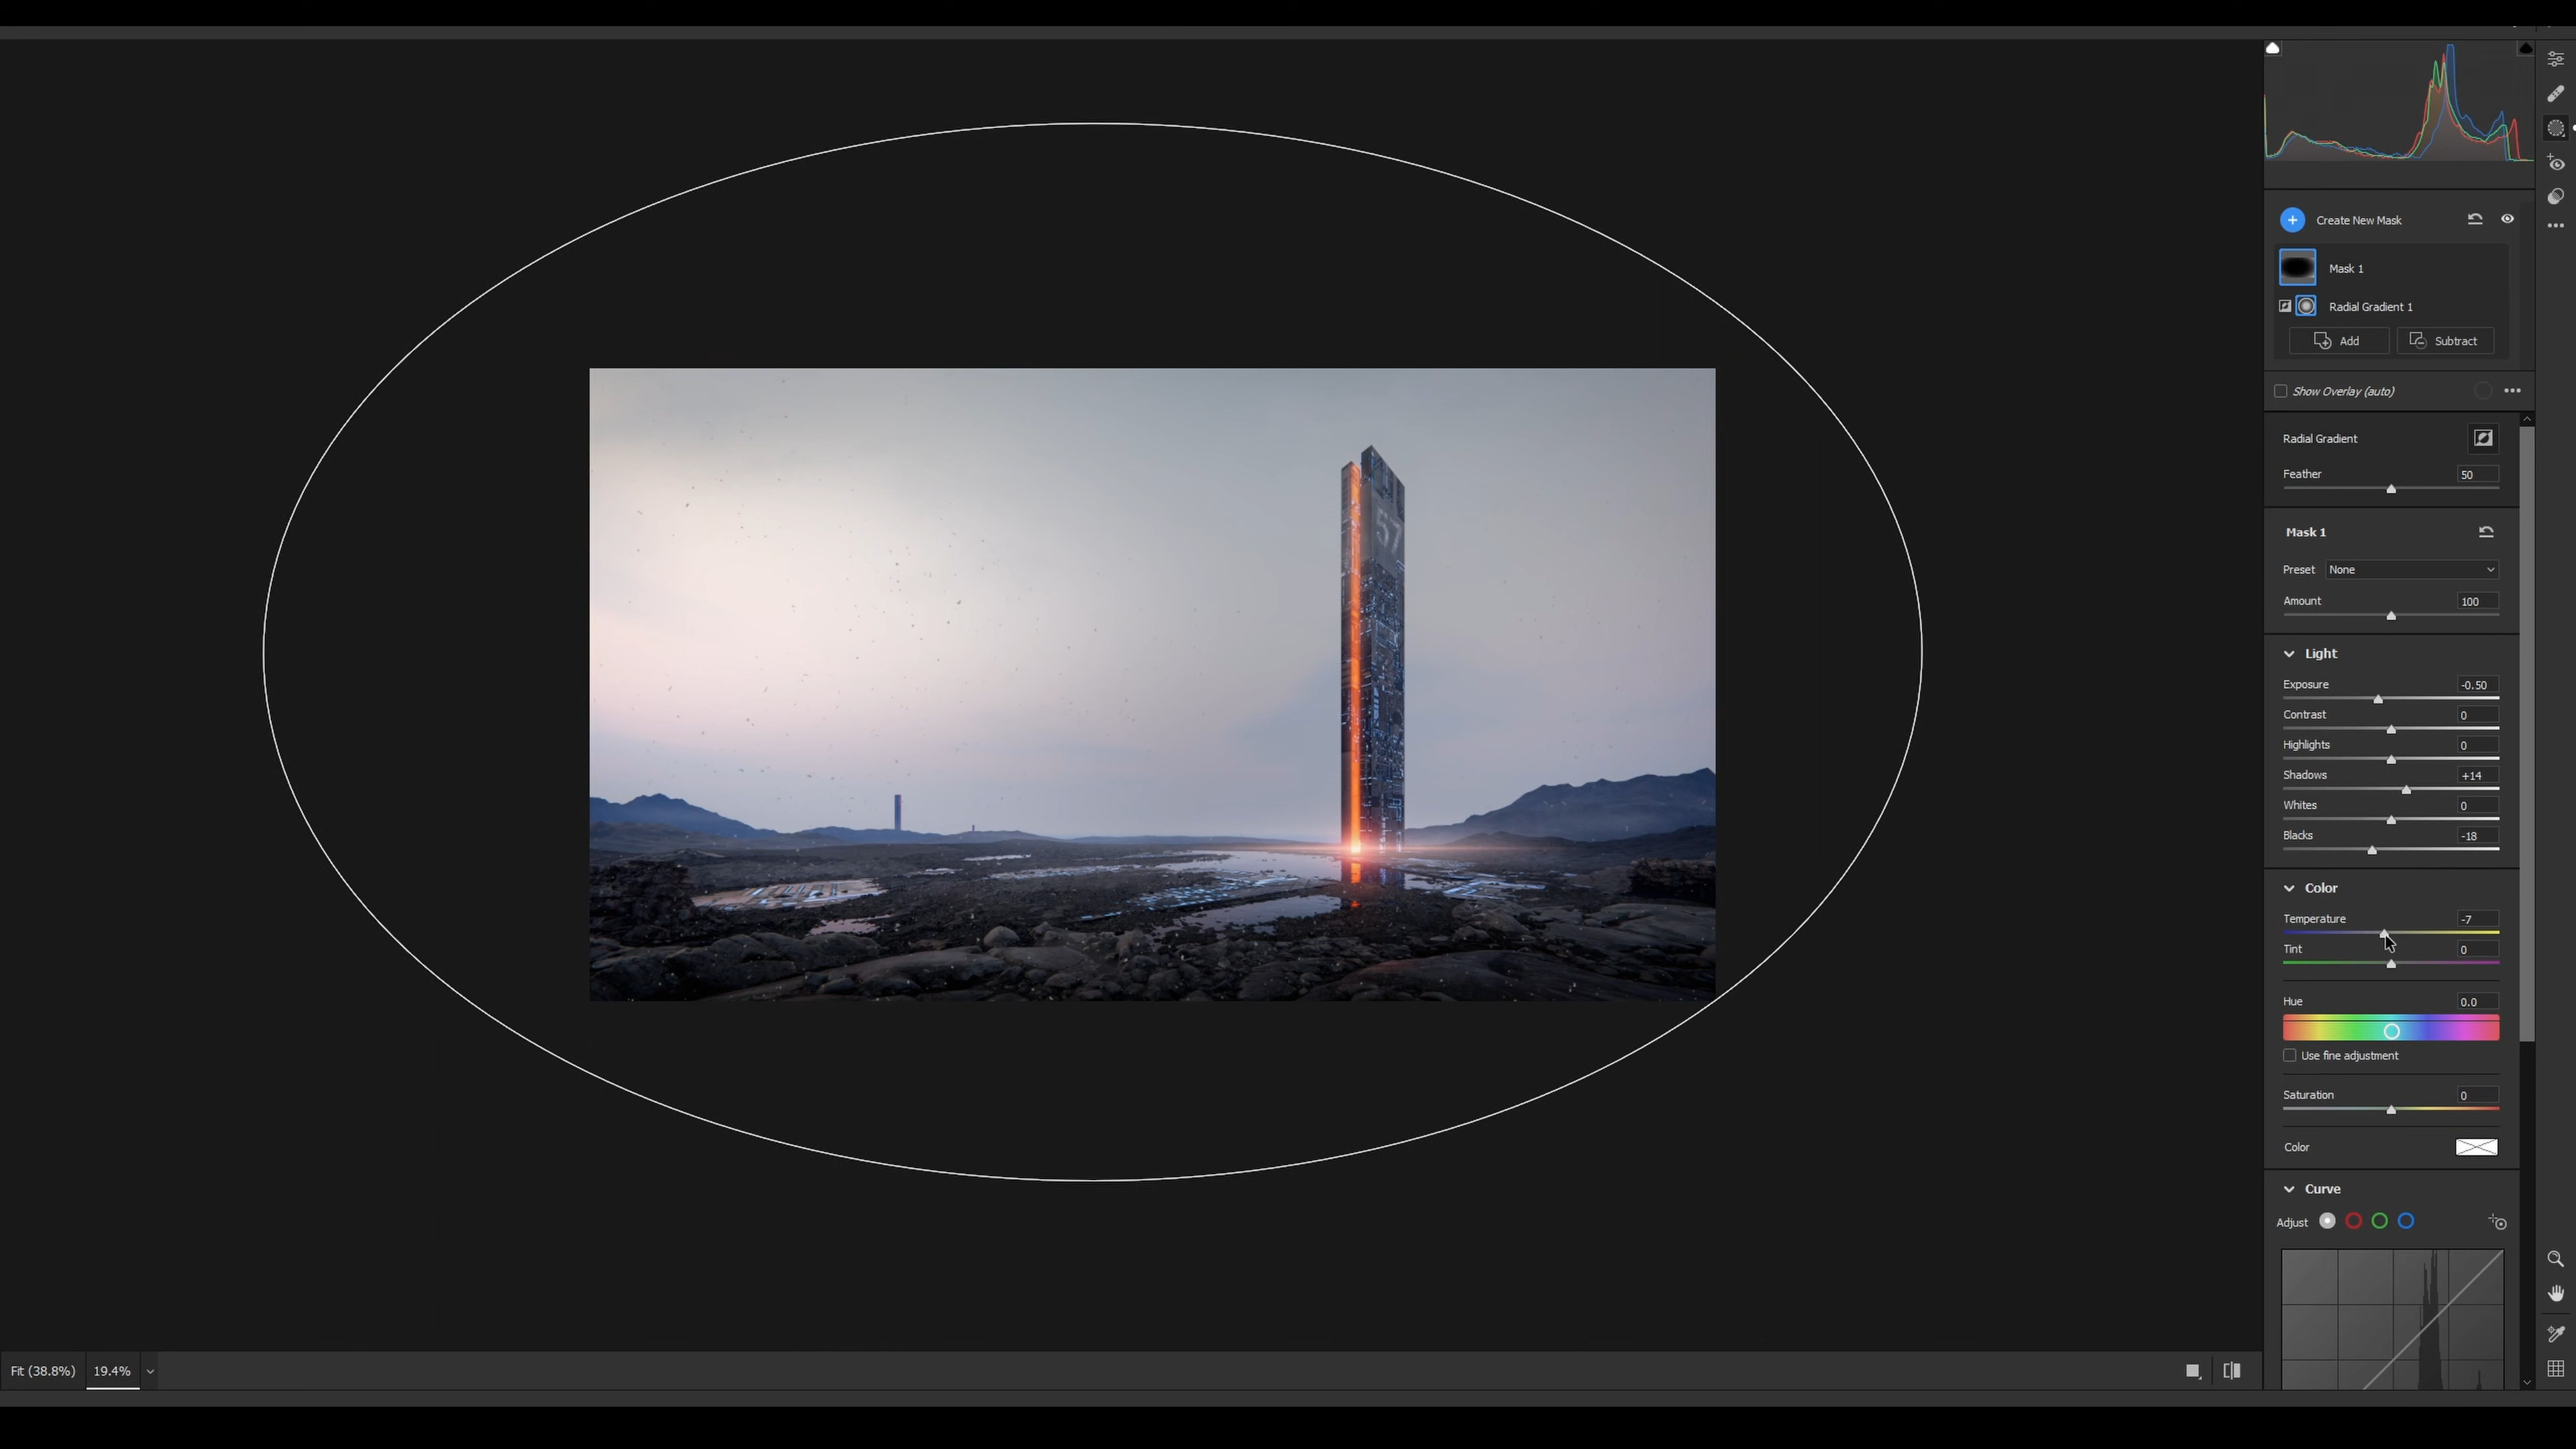 Create New Mask
Mask 1
Radial Gradient 1
Add Subtract
Show Overlay (auto)
Radial Gradient
Feather 50
Mask 1
Preset None
Amount 100
Light
Exposure -0.50
Contrast 0
Highlights 0
Shadows +14
Whites 0
Blacks -18
Color
Temperature -7
Tint 0
Hue 0.0
Use fine adjustment
Saturation 0
Color
Curve
Adjust
57
Fit (38.8%) 19.4%